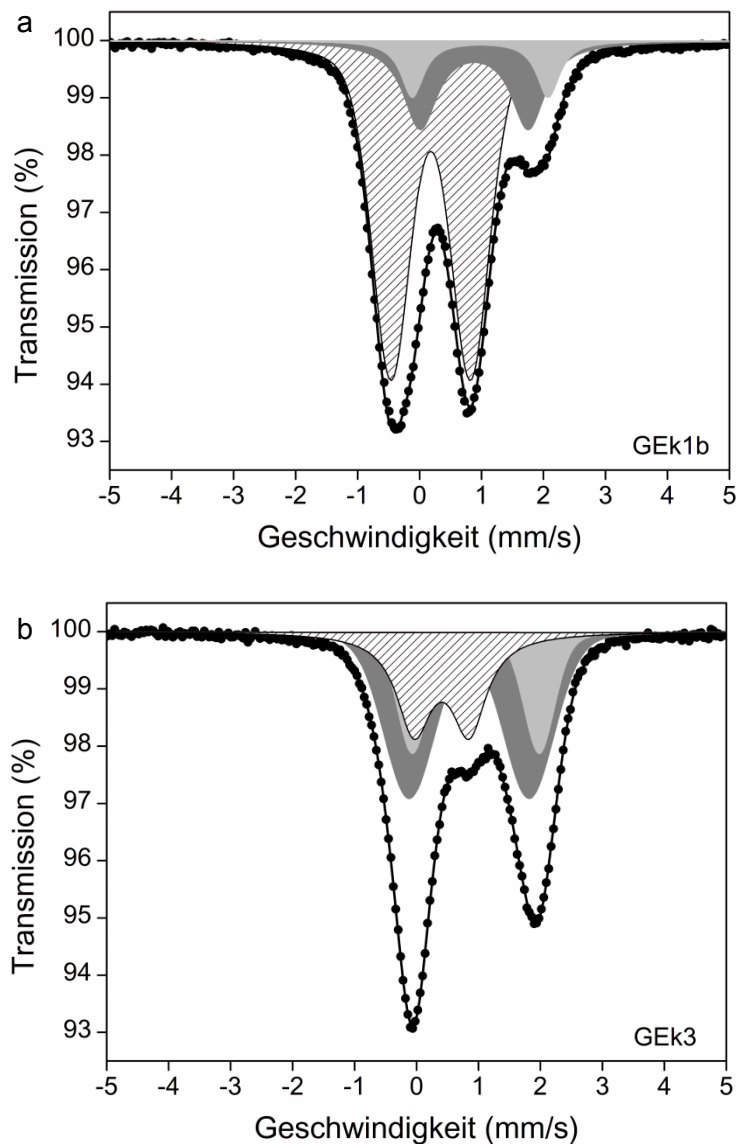 a
100
99
98
97
96
95
94
93
Transmission (%)
GEk1b
-5 -4 -3 -2 -1 0 1 2 3 4 5
Geschwindigkeit (mm/s)
b
100
99
98
97
96
95
94
93
Transmission (%)
GEk3
-5 -4 -3 -2 -1 0 1 2 3 4 5
Geschwindigkeit (mm/s)